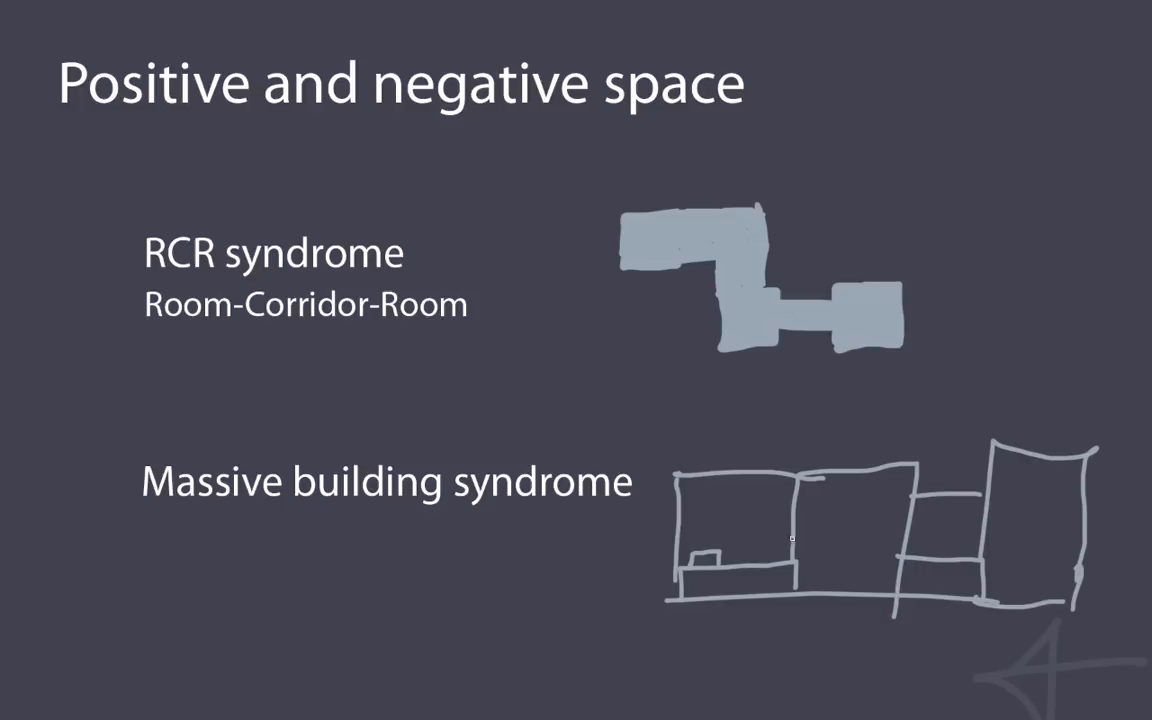 Positive and negative space
RCR syndrome
Room-Corridor-Room
Massive building syndrome